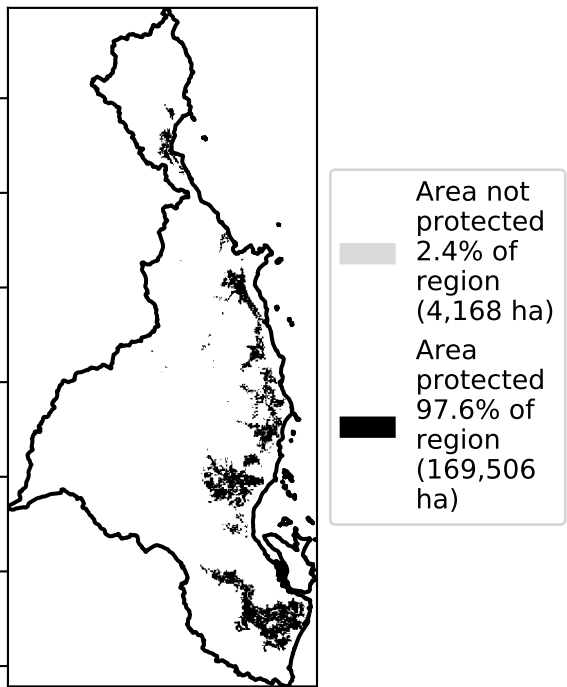 Area not
protected
2.4% of
region
(4,168 ha)
Area
protected
97.6% of
region
(169,506
ha)